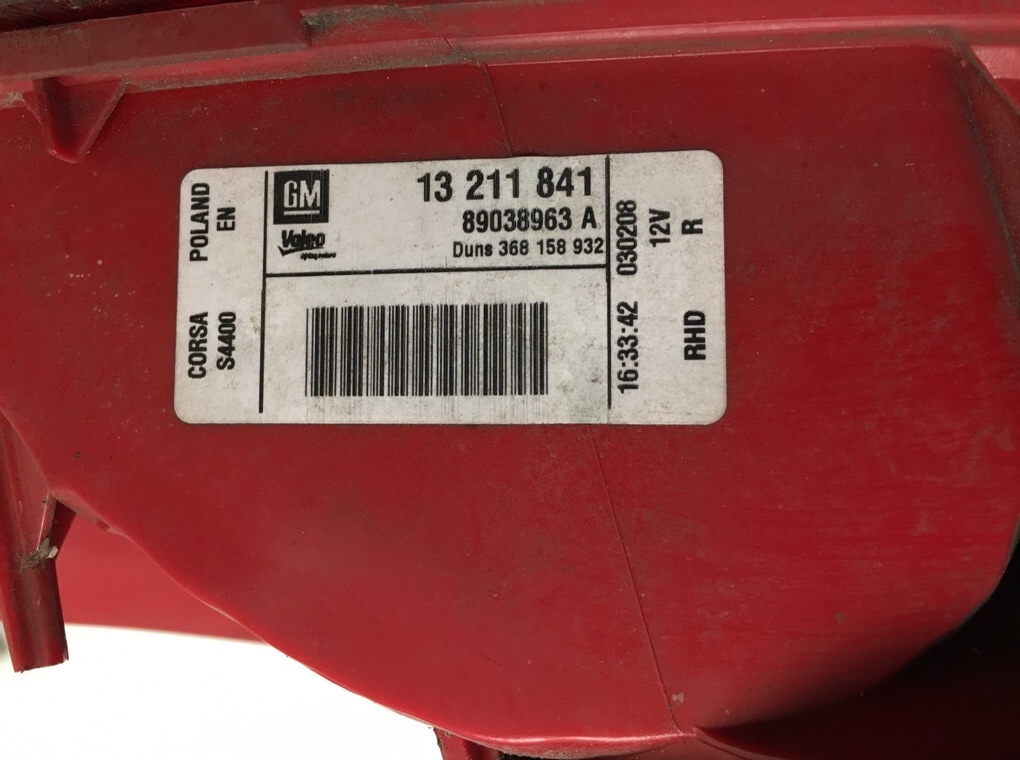 POLAND
EN
CORSA
S4400
GM
Valeo
13 211 841
89038963 A
Duns 368 158 932
16:33:42 030208
12V
R
RHD